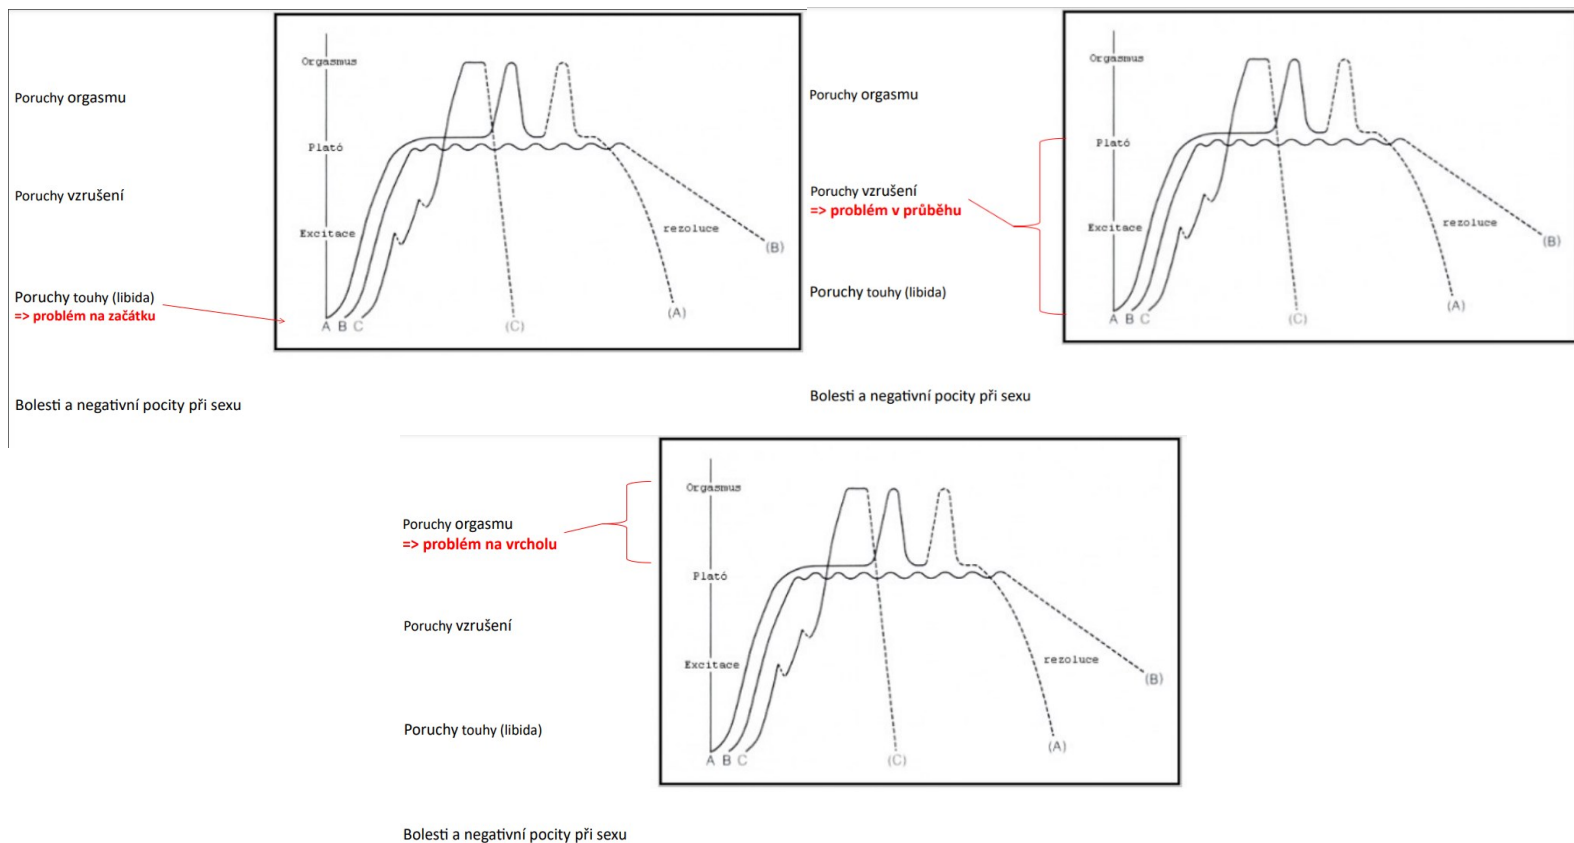 Poruchy orgasmu
Poruchy vzrušení
Poruchy touhy (libida)
=> problém na začátku
Bolesti a negativní pocity při sexu
Orgasmus
Plató
Excitace
rezoluce
A B C
(C)
(A)
(B)
Poruchy orgasmu
Poruchy vzrušení
=> problém v průběhu
Poruchy touhy (libida)
Bolesti a negativní pocity při sexu
Orgasmus
Plató
Excitace
rezoluce
A B C
(C)
(A)
(B)
Poruchy orgasmu
=> problém na vrcholu
Poruchy vzrušení
Poruchy touhy (libida)
Bolesti a negativní pocity při sexu
Orgasmus
Plató
Excitace
rezoluce
A B C
(C)
(A)
(B)